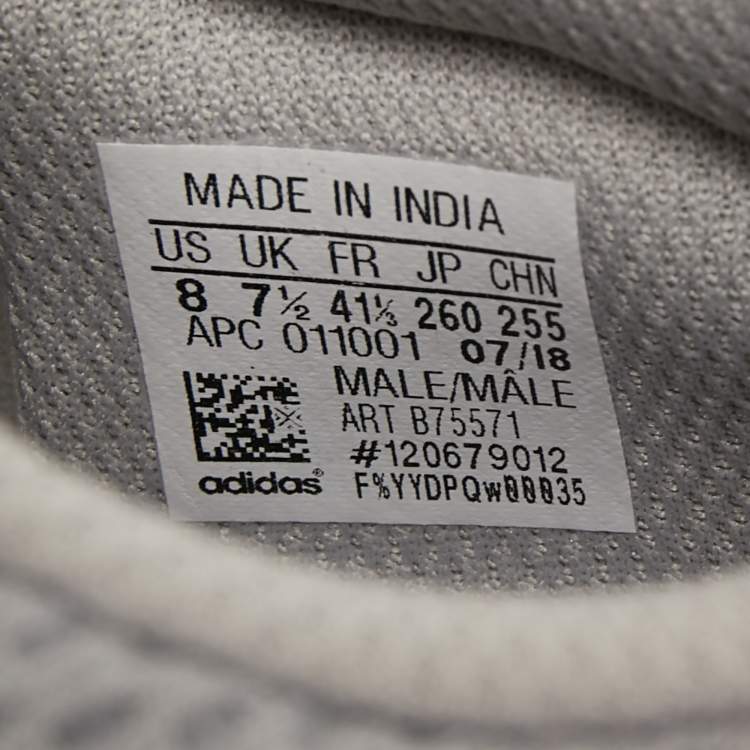 MADE IN INDIA
US UK FR JP CHN
8 7½ 41⅓ 260 255
APC 011001 07/18
MALE/MÂLE
ART B75571
#120679012
adidas® F%YYDPQw00035